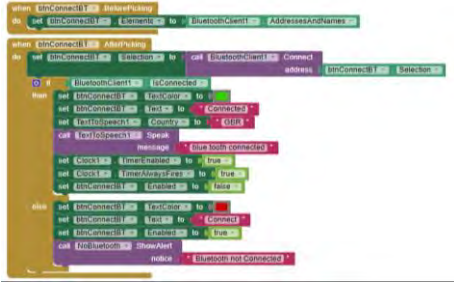 when btnConnectBT .BeforePicking
do set btnConnectBT . Elements to BluetoothClient1 . AddressesAndNames
when btnConnectBT .AfterPicking
do set btnConnectBT . Selection to call BluetoothClient1 .Connect
address btnConnectBT . Selection
if BluetoothClient1 . IsConnected
then set btnConnectBT . TextColor to
set btnConnectBT . Text to " Connected "
set TextToSpeech1 . Country to " GBR "
call TextToSpeech1 .Speak
message " blue tooth connected "
set Clock1 . TimerEnabled to true
set Clock1 . TimerAlwaysFires to true
set btnConnectBT . Enabled to false
else set btnConnectBT . TextColor to
set btnConnectBT . Text to " Connect "
set btnConnectBT . Enabled to true
call NoBluetooth .ShowAlert
notice " Bluetooth not Connected "